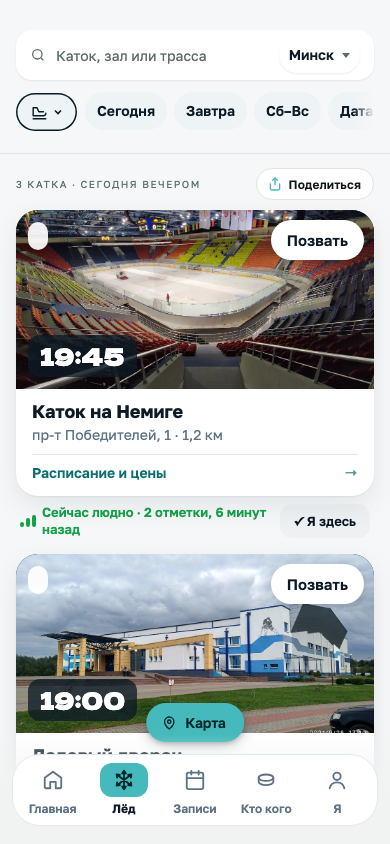 Каток, зал или трасса
Минск
Сегодня
Завтра
Сб–Вс
Дата
3 КАТКА · СЕГОДНЯ ВЕЧЕРОМ
Поделиться
Позвать
19:45
Каток на Немиге
пр-т Победителей, 1 · 1,2 км
Расписание и цены →
Сейчас людно · 2 отметки, 6 минут
назад
✓ Я здесь
Позвать
19:00
Карта
Главная
Лёд
Записи
Кто кого
Я